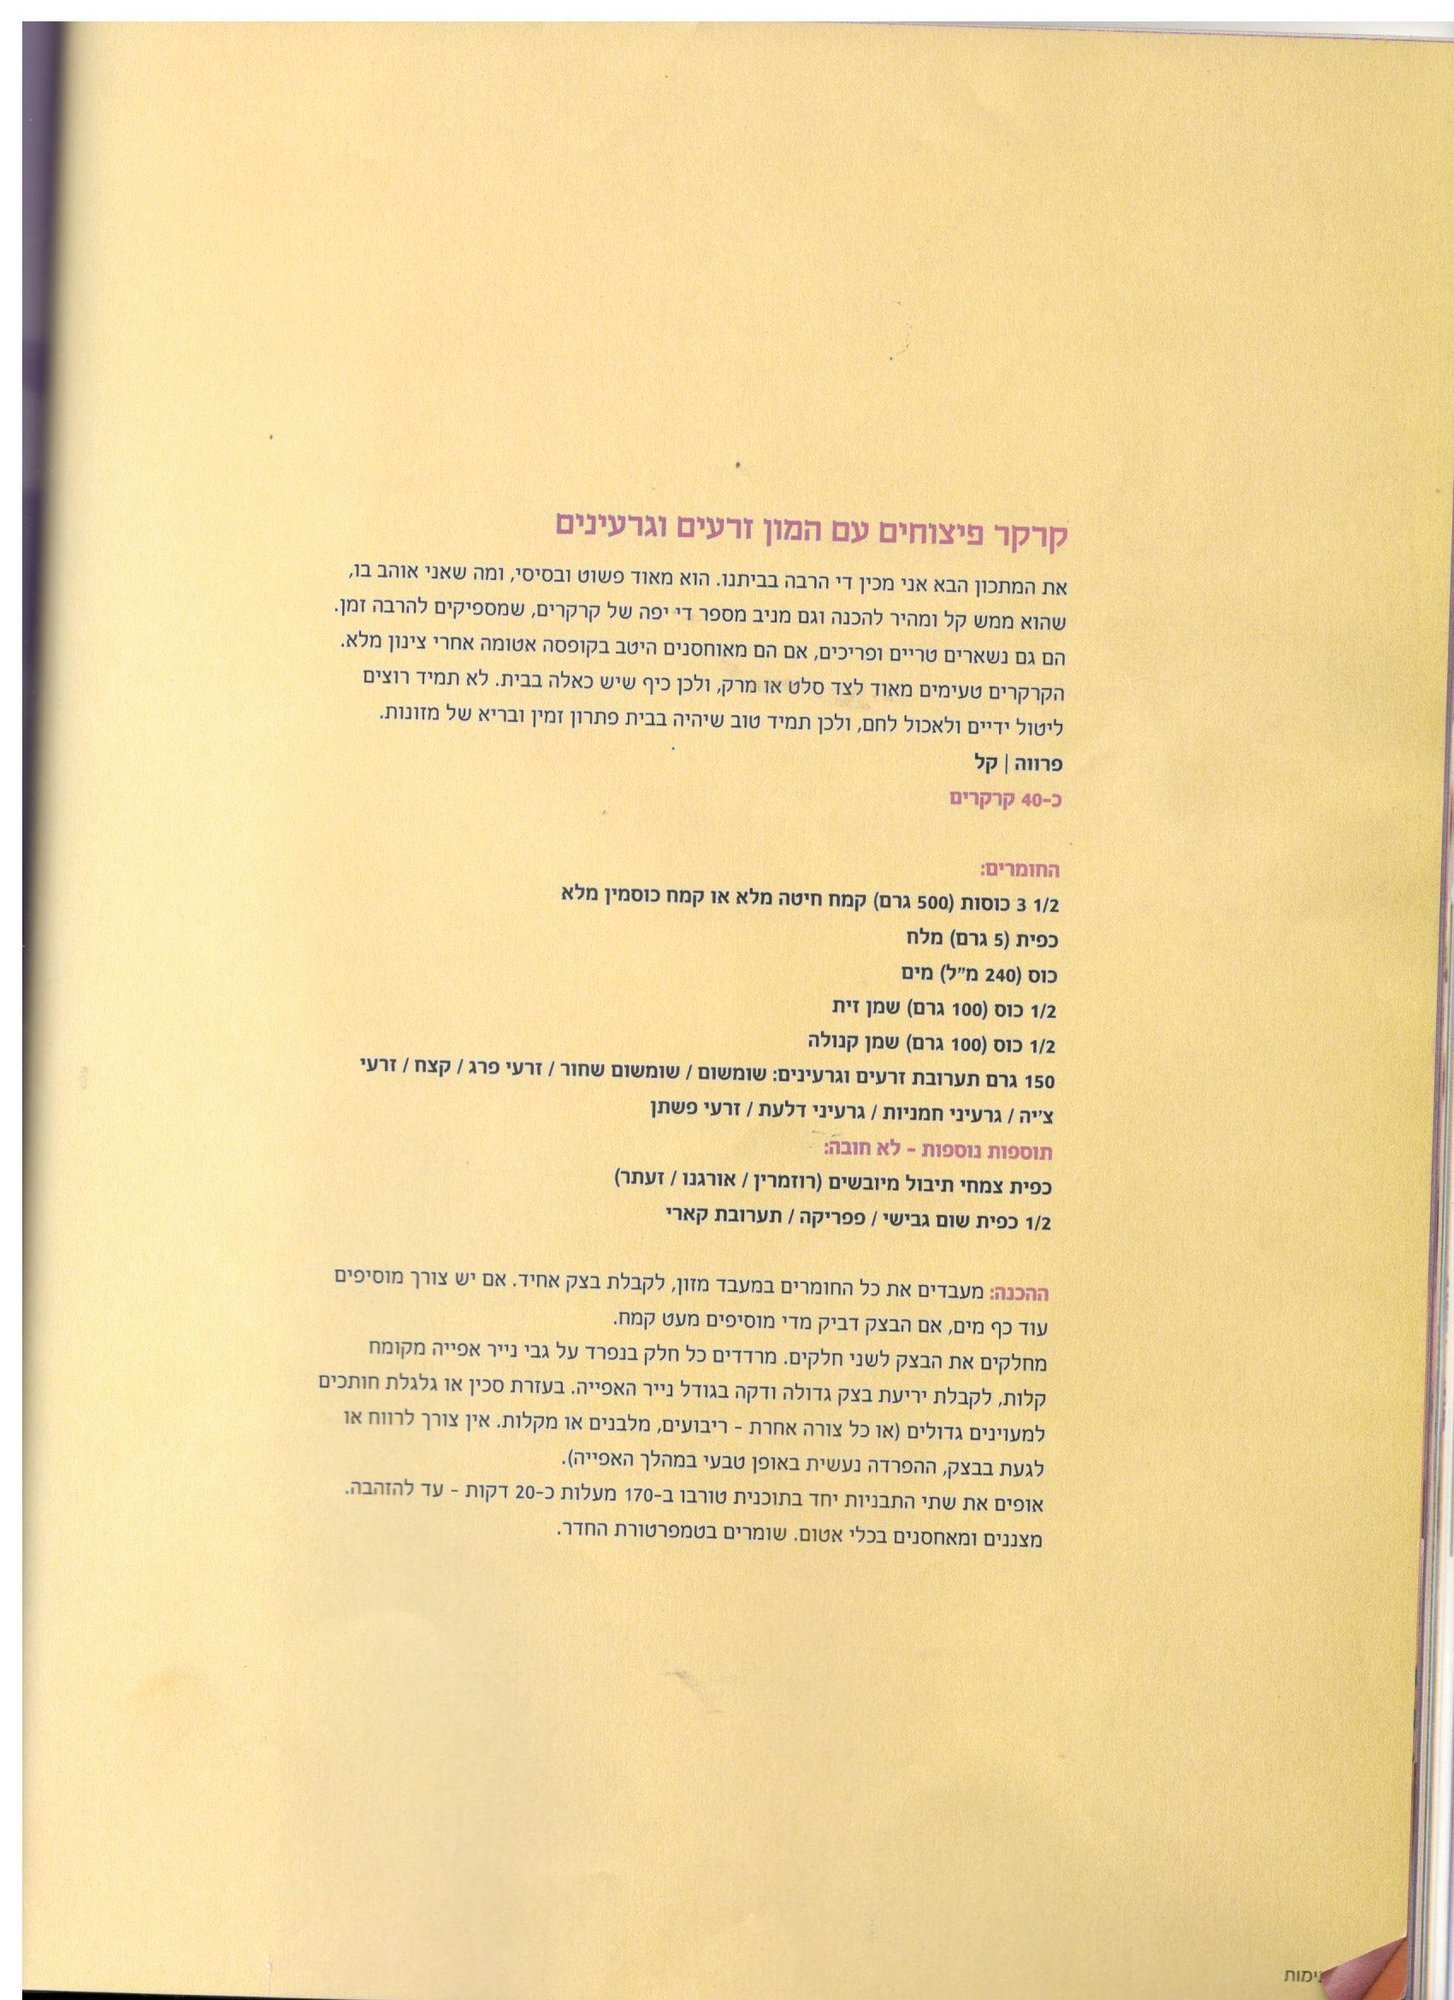 קרקר פיצוחים עם המון זרעים וגרעינים
את המתכון הבא אני מכין די הרבה בביתנו. הוא מאוד פשוט ובסיסי, ומה שאני אוהב בו,
שהוא ממש קל ומהיר להכנה וגם מניב מספר די יפה של קרקרים, שמספיקים להרבה זמן.
הם גם נשארים טריים ופריכים, אם הם מאוחסנים היטב בקופסה אטומה אחרי צינון מלא.
הקרקרים טעימים מאוד לצד סלט או מרק, ולכן כיף שיש כאלה בבית. לא תמיד רוצים
ליטול ידיים ולאכול לחם, ולכן תמיד טוב שיהיה בבית פתרון זמין ובריא של מזונות.
פרווה | קל
כ-40 קרקרים
החומרים:
3 1/2 כוסות (500 גרם) קמח חיטה מלא או קמח כוסמין מלא
כפית (5 גרם) מלח
כוס (240 מ"ל) מים
1/2 כוס (100 גרם) שמן זית
1/2 כוס (100 גרם) שמן קנולה
150 גרם תערובת זרעים וגרעינים: שומשום / שומשום שחור / זרעי פרג / קצח / זרעי
צ'יה / גרעיני חמניות / גרעיני דלעת / זרעי פשתן
תוספות נוספות - לא חובה:
כפית צמחי תיבול מיובשים (רוזמרין / אורגנו / זעתר)
1/2 כפית שום גבישי / פפריקה / תערובת קארי
ההכנה: מעבדים את כל החומרים במעבד מזון, לקבלת בצק אחיד. אם יש צורך מוסיפים
עוד כף מים, אם הבצק דביק מדי מוסיפים מעט קמח.
מחלקים את הבצק לשני חלקים. מרדדים כל חלק בנפרד על גבי נייר אפייה מקומח
קלות, לקבלת יריעת בצק גדולה ודקה בגודל נייר האפייה. בעזרת סכין או גלגלת חותכים
למעוינים גדולים (או כל צורה אחרת - ריבועים, מלבנים או מקלות. אין צורך לרווח או
לגעת בבצק, ההפרדה נעשית באופן טבעי במהלך האפייה).
אופים את שתי התבניות יחד בתוכנית טורבו ב-170 מעלות כ-20 דקות - עד להזהבה.
מצננים ומאחסנים בכלי אטום. שומרים בטמפרטורת החדר.